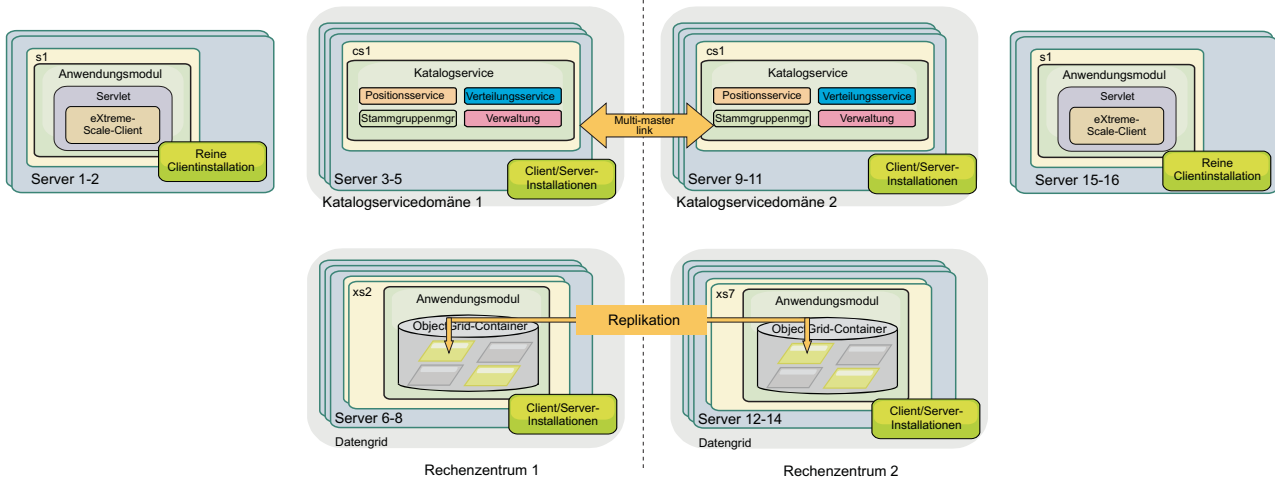 s1
Anwendungsmodul
Servlet
eXtreme-
Scale-Client
Reine
Clientinstallation
Server 1-2
cs1
Katalogservice
Positionsservice
Verteilungsservice
Stammgruppenmgr
Verwaltung
Client/Server-
Installationen
Server 3-5
Katalogservicedomäne 1
Multi-master
link
cs1
Katalogservice
Positionsservice
Verteilungsservice
Stammgruppenmgr
Verwaltung
Client/Server-
Installationen
Server 9-11
Katalogservicedomäne 2
s1
Anwendungsmodul
Servlet
eXtreme-
Scale-Client
Reine
Clientinstallation
Server 15-16
xs2
Anwendungsmodul
ObjectGrid-Container
Client/Server-
Installationen
Server 6-8
Datengrid
Replikation
xs7
Anwendungsmodul
ObjectGrid-Container
Client/Server-
Installationen
Server 12-14
Datengrid
Rechenzentrum 1
Rechenzentrum 2